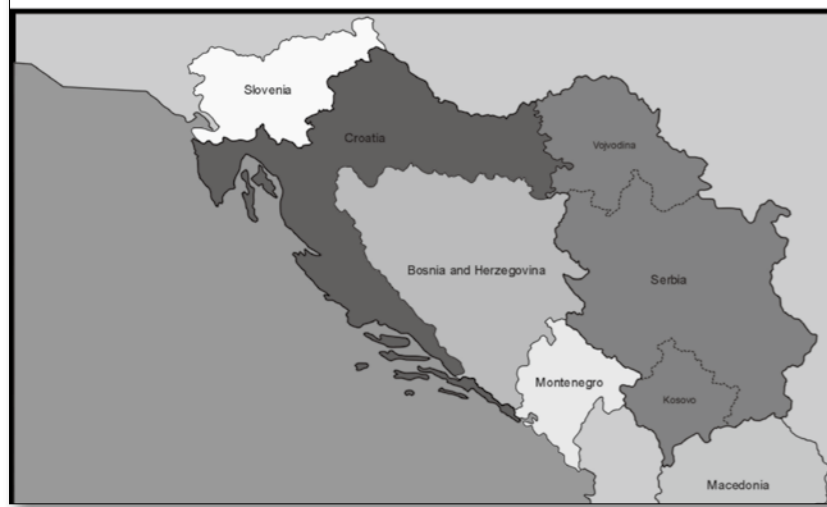 Slovenia
Croatia
Vojvodina
Bosnia and Herzegovina
Serbia
Montenegro
Kosovo
Macedonia